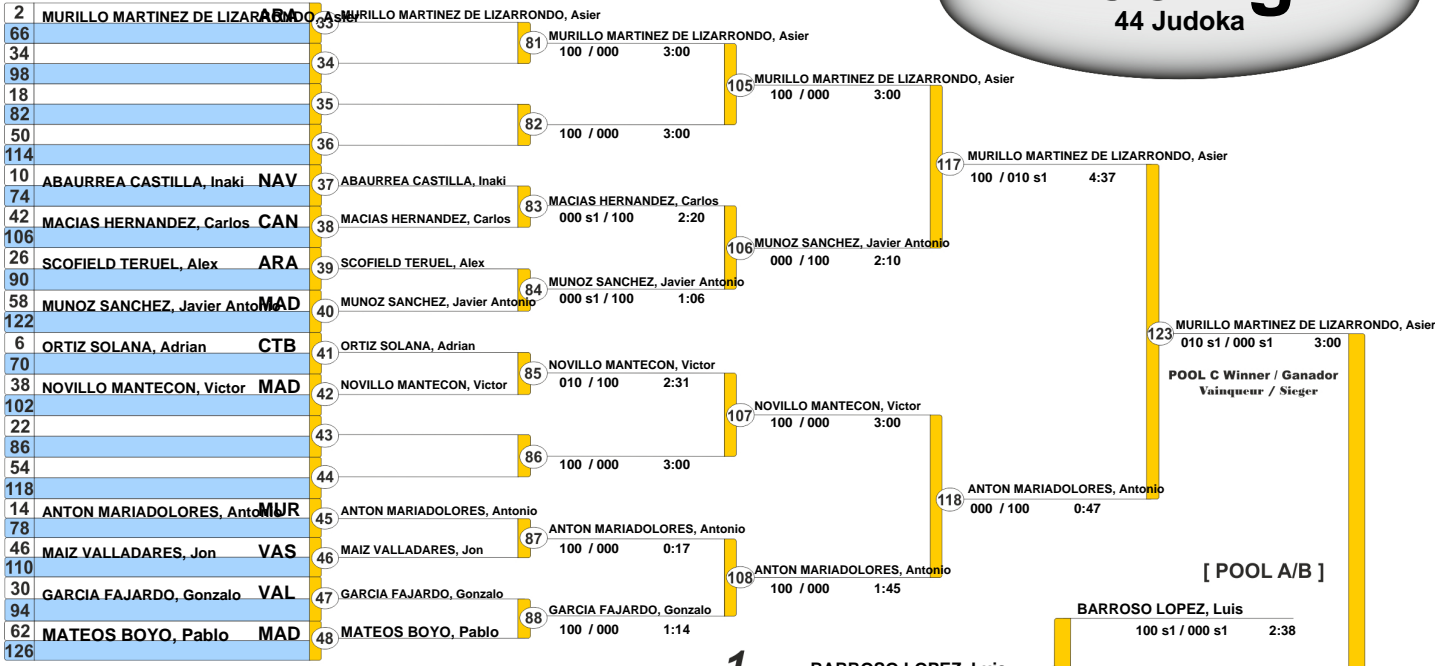 44 Judoka
2 MURILLO MARTINEZ DE LIZARRONDO, Asier ARA
66
34
98
18
82
50
114
10 ABAURREA CASTILLA, Inaki NAV
74
42 MACIAS HERNANDEZ, Carlos CAN
106
26 SCOFIELD TERUEL, Alex ARA
90
58 MUNOZ SANCHEZ, Javier Antonio MAD
122
6 ORTIZ SOLANA, Adrian CTB
70
38 NOVILLO MANTECON, Victor MAD
102
22
86
54
118
14 ANTON MARIADOLORES, Antonio MUR
78
46 MAIZ VALLADARES, Jon VAS
110
30 GARCIA FAJARDO, Gonzalo VAL
94
62 MATEOS BOYO, Pablo MAD
126
33 MURILLO MARTINEZ DE LIZARRONDO, Asier
34
35
36
37 ABAURREA CASTILLA, Inaki
38 MACIAS HERNANDEZ, Carlos
39 SCOFIELD TERUEL, Alex
40 MUNOZ SANCHEZ, Javier Antonio
41 ORTIZ SOLANA, Adrian
42 NOVILLO MANTECON, Victor
43
44
45 ANTON MARIADOLORES, Antonio
46 MAIZ VALLADARES, Jon
47 GARCIA FAJARDO, Gonzalo
48 MATEOS BOYO, Pablo
81 MURILLO MARTINEZ DE LIZARRONDO, Asier
100 / 000 3:00
82
100 / 000 3:00
83 MACIAS HERNANDEZ, Carlos
000 s1 / 100 2:20
84 MUNOZ SANCHEZ, Javier Antonio
000 s1 / 100 1:06
85 NOVILLO MANTECON, Victor
010 / 100 2:31
86
100 / 000 3:00
87 ANTON MARIADOLORES, Antonio
100 / 000 0:17
88 GARCIA FAJARDO, Gonzalo
100 / 000 1:14
105 MURILLO MARTINEZ DE LIZARRONDO, Asier
100 / 000 3:00
106 MUNOZ SANCHEZ, Javier Antonio
000 / 100 2:10
107 NOVILLO MANTECON, Victor
100 / 000 3:00
108 ANTON MARIADOLORES, Antonio
100 / 000 1:45
117 MURILLO MARTINEZ DE LIZARRONDO, Asier
100 / 010 s1 4:37
118 ANTON MARIADOLORES, Antonio
000 / 100 0:47
123 MURILLO MARTINEZ DE LIZARRONDO, Asier
010 s1 / 000 s1 3:00
POOL C Winner / Ganador
Vainqueur / Sieger
[ POOL A/B ]
BARROSO LOPEZ, Luis
100 s1 / 000 s1 2:38
1 BARROSO LOPEZ, Luis